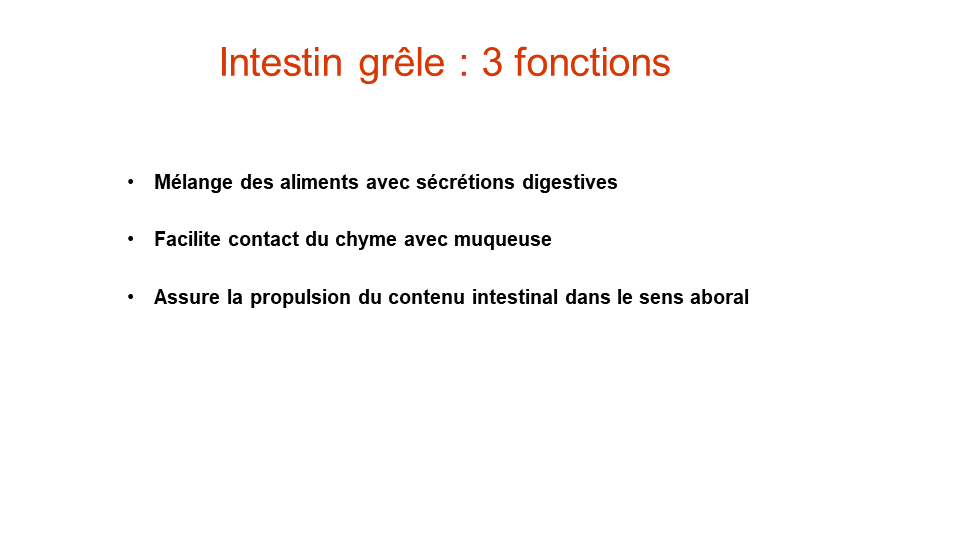 Intestin grêle : 3 fonctions
• Mélange des aliments avec sécrétions digestives
• Facilite contact du chyme avec muqueuse
• Assure la propulsion du contenu intestinal dans le sens aboral